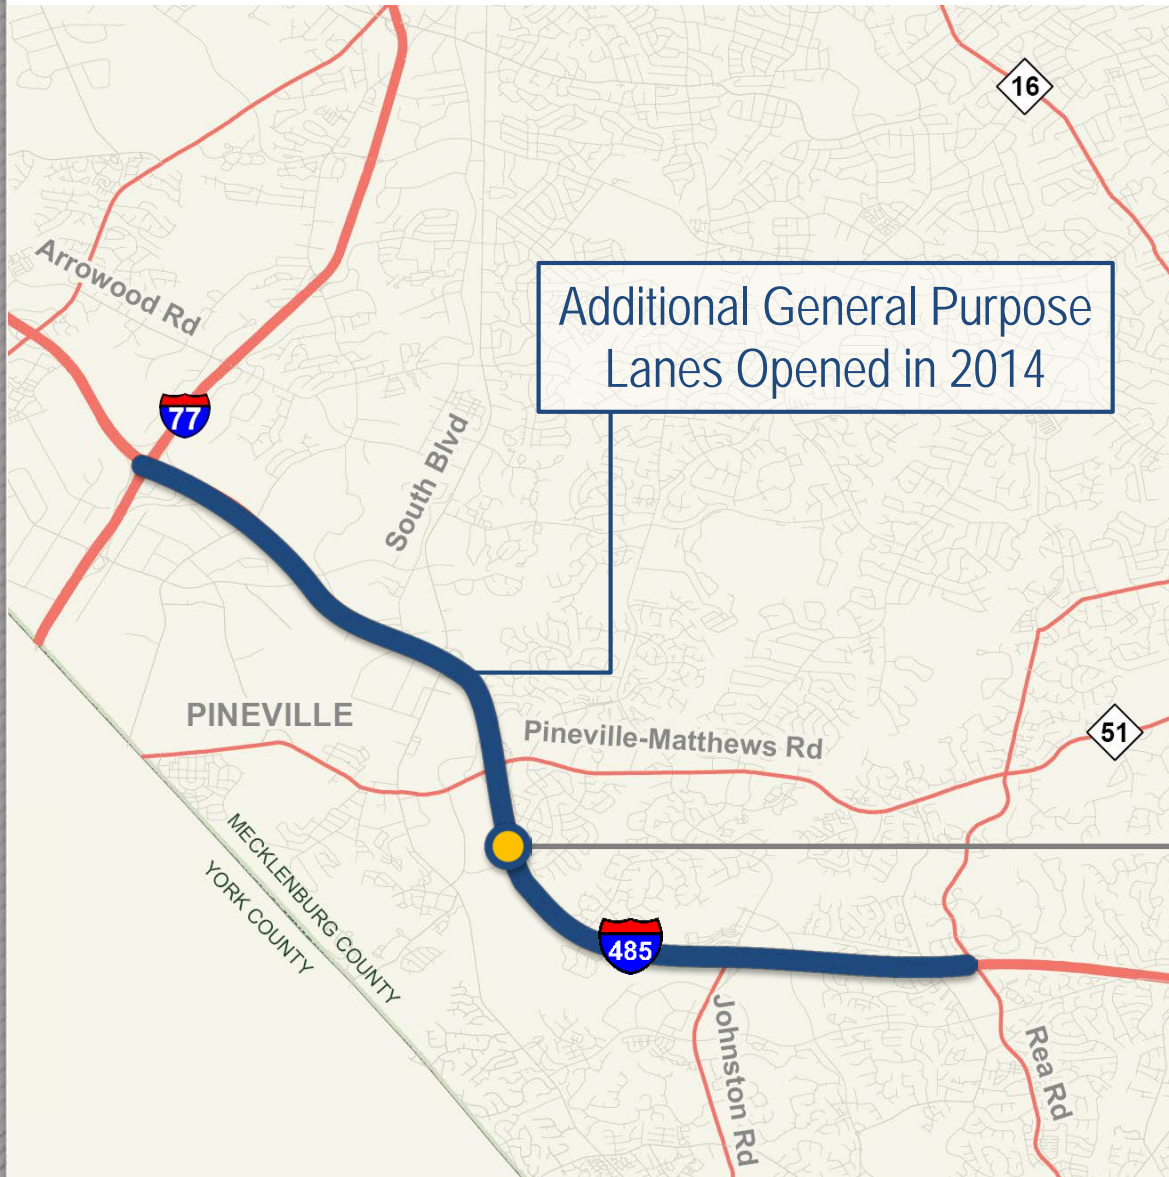 16
Arrowood Rd
Additional General Purpose
Lanes Opened in 2014
77
South Blvd
PINEVILLE
Pineville-Matthews Rd
51
MECKLENBURG COUNTY
YORK COUNTY
485
Johnston Rd
Rea Rd